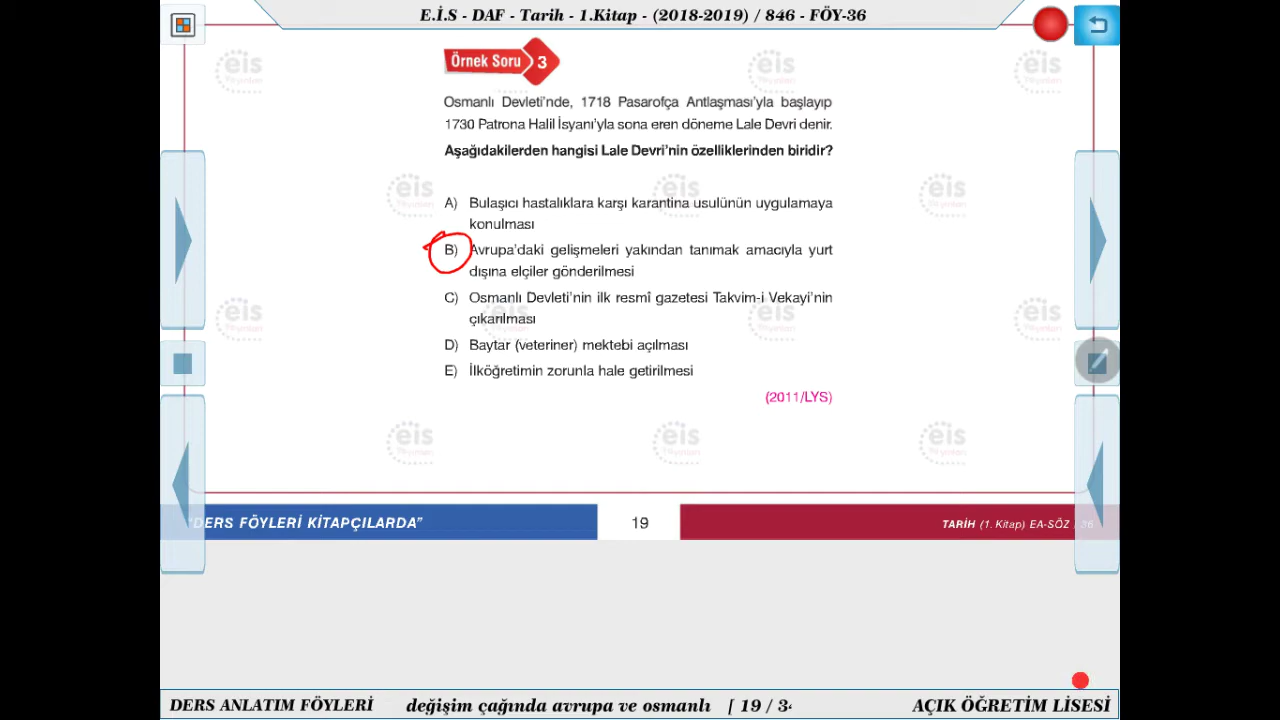 E.İ.S - DAF - Tarih - 1.Kitap - (2018-2019) / 846 - FÖY-36
Örnek Soru 3
Osmanlı Devleti’nde, 1718 Pasarofça Antlaşması’yla başlayıp
1730 Patrona Halil İsyanı’yla sona eren döneme Lale Devri denir.
Aşağıdakilerden hangisi Lale Devri’nin özelliklerinden biridir?
A) Bulaşıcı hastalıklara karşı karantina usulünün uygulamaya
konulması
B) Avrupa’daki gelişmeleri yakından tanımak amacıyla yurt
dışına elçiler gönderilmesi
C) Osmanlı Devleti’nin ilk resmî gazetesi Takvim-i Vekayi’nin
çıkarılması
D) Baytar (veteriner) mektebi açılması
E) İlköğretimin zorunla hale getirilmesi
(2011/LYS)
eis
yayınları
"DERS FÖYLERİ KİTAPÇILARDA”
19
TARİH (1. Kitap) EA-SÖZ / 36
DERS ANLATIM FÖYLERİ değişim çağında avrupa ve osmanlı [ 19 / 3
AÇIK ÖĞRETİM LİSESİ